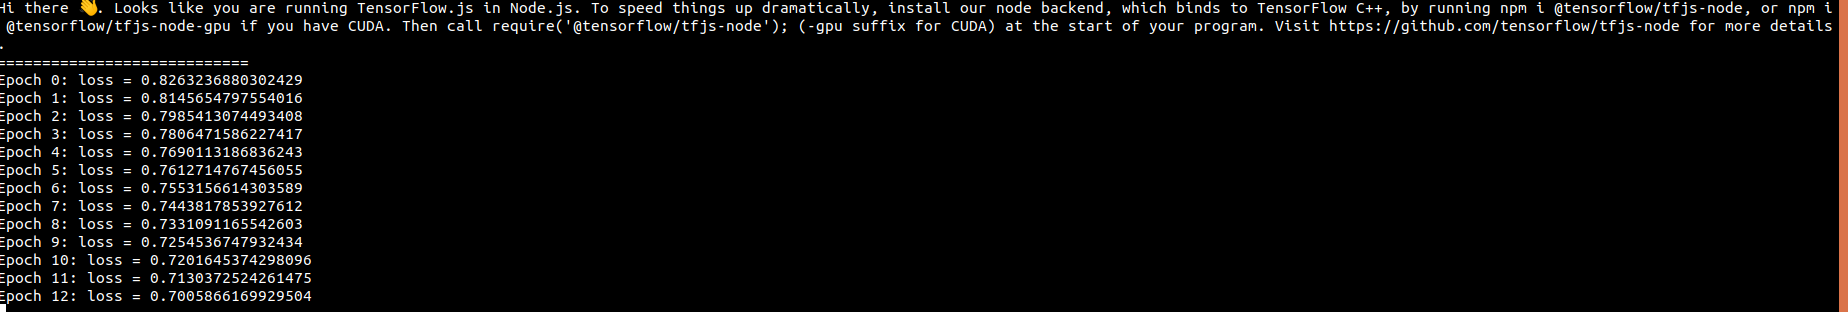 Hi there 👋. Looks like you are running TensorFlow.js in Node.js. To speed things up dramatically, install our node backend, which binds to TensorFlow C++, by running npm i @tensorflow/tfjs-node, or npm i
@tensorflow/tfjs-node-gpu if you have CUDA. Then call require('@tensorflow/tfjs-node'); (-gpu suffix for CUDA) at the start of your program. Visit https://github.com/tensorflow/tfjs-node for more details
.
============================
Epoch 0: loss = 0.8263236880302429
Epoch 1: loss = 0.8145654797554016
Epoch 2: loss = 0.7985413074493408
Epoch 3: loss = 0.7806471586227417
Epoch 4: loss = 0.7690113186836243
Epoch 5: loss = 0.7612714767456055
Epoch 6: loss = 0.7553156614303589
Epoch 7: loss = 0.7443817853927612
Epoch 8: loss = 0.7331091165542603
Epoch 9: loss = 0.7254536747932434
Epoch 10: loss = 0.7201645374298096
Epoch 11: loss = 0.7130372524261475
Epoch 12: loss = 0.7005866169929504